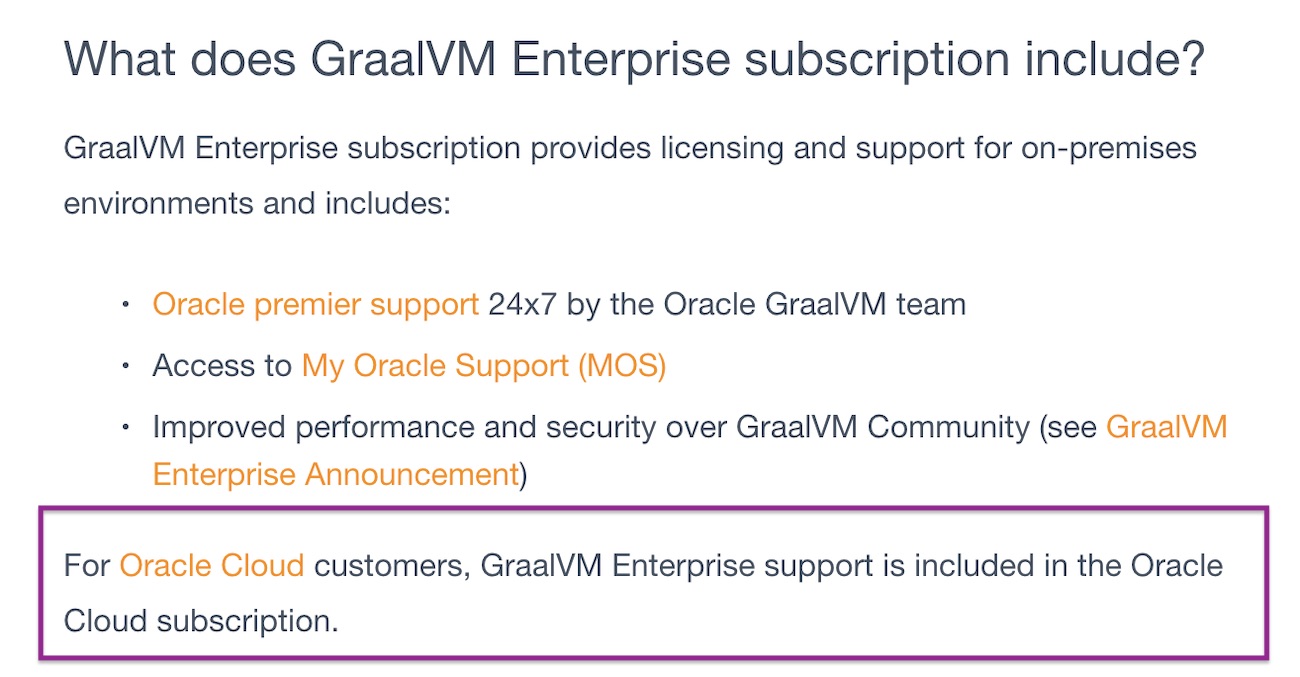 What does GraalVM Enterprise subscription include?
GraalVM Enterprise subscription provides licensing and support for on-premises
environments and includes:
• Oracle premier support 24x7 by the Oracle GraalVM team
• Access to My Oracle Support (MOS)
• Improved performance and security over GraalVM Community (see GraalVM
Enterprise Announcement)
For Oracle Cloud customers, GraalVM Enterprise support is included in the Oracle
Cloud subscription.